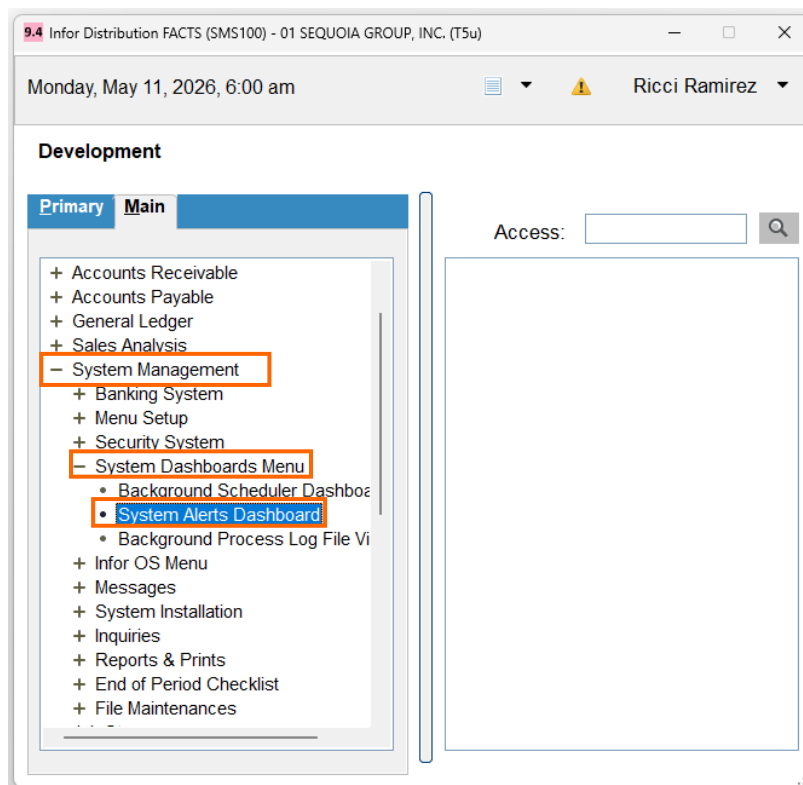 9.4 Infor Distribution FACTS (SMS100) - 01 SEQUOIA GROUP, INC. (T5u)
Monday, May 11, 2026, 6:00 am
Ricci Ramirez
Development
Primary
Main
Access:
Accounts Receivable
Accounts Payable
General Ledger
Sales Analysis
System Management
Banking System
Menu Setup
Security System
System Dashboards Menu
Background Scheduler Dashboa
System Alerts Dashboard
Background Process Log File Vi
Infor OS Menu
Messages
System Installation
Inquiries
Reports & Prints
End of Period Checklist
File Maintenances